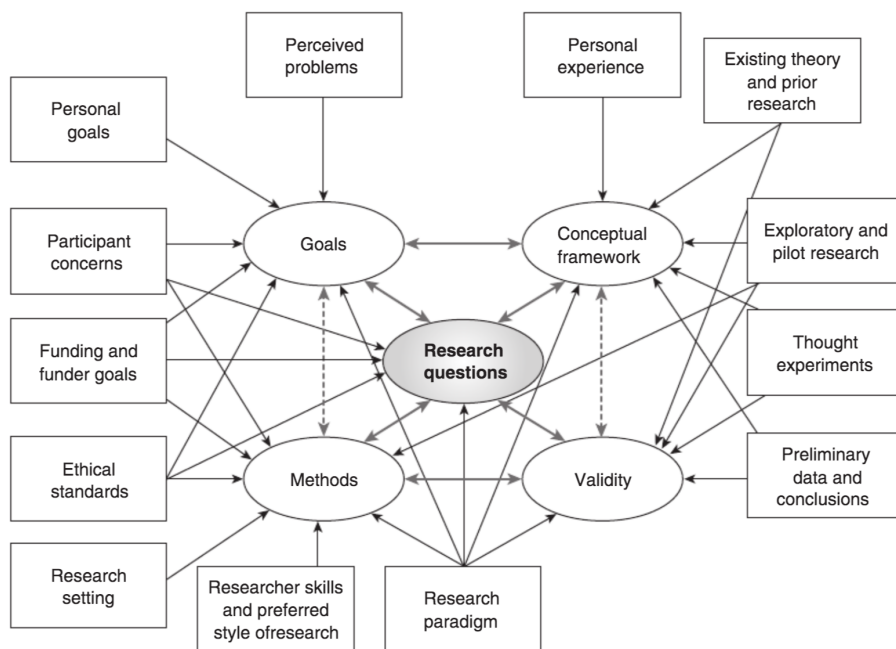 Perceived
problems
Personal
experience
Existing theory
and prior
research
Personal
goals
Participant
concerns
Goals
Conceptual
framework
Exploratory and
pilot research
Funding and
funder goals
Research
questions
Thought
experiments
Ethical
standards
Methods
Validity
Preliminary
data and
conclusions
Research
setting
Researcher skills
and preferred
style ofresearch
Research
paradigm